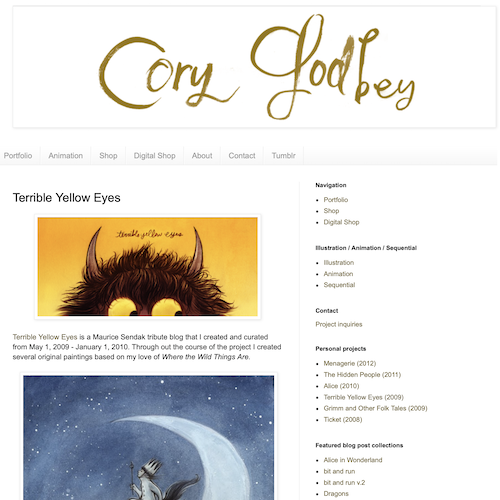 Cory Godbey
Portfolio
Animation
Shop
Digital Shop
About
Contact
Tumblr
Terrible Yellow Eyes
terrible yellow eyes
Terrible Yellow Eyes is a Maurice Sendak tribute blog that I created and curated
from May 1, 2009 - January 1, 2010. Through out the course of the project I created
several original paintings based on my love of Where the Wild Things Are.
Navigation
Portfolio
Shop
Digital Shop
Illustration / Animation / Sequential
Illustration
Animation
Sequential
Contact
Project inquiries
Personal projects
Menagerie (2012)
The Hidden People (2011)
Alice (2010)
Terrible Yellow Eyes (2009)
Grimm and Other Folk Tales (2009)
Ticket (2008)
Featured blog post collections
Alice in Wonderland
bit and run
bit and run v.2
Dragons